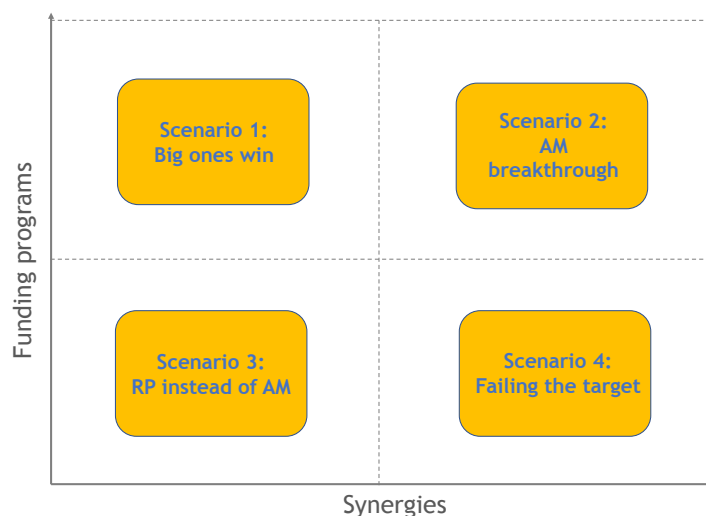 Scenario 1:
Big ones win
Scenario 2:
AM
breakthrough
Funding programs
Scenario 3:
RP instead of AM
Scenario 4:
Failing the target
Synergies